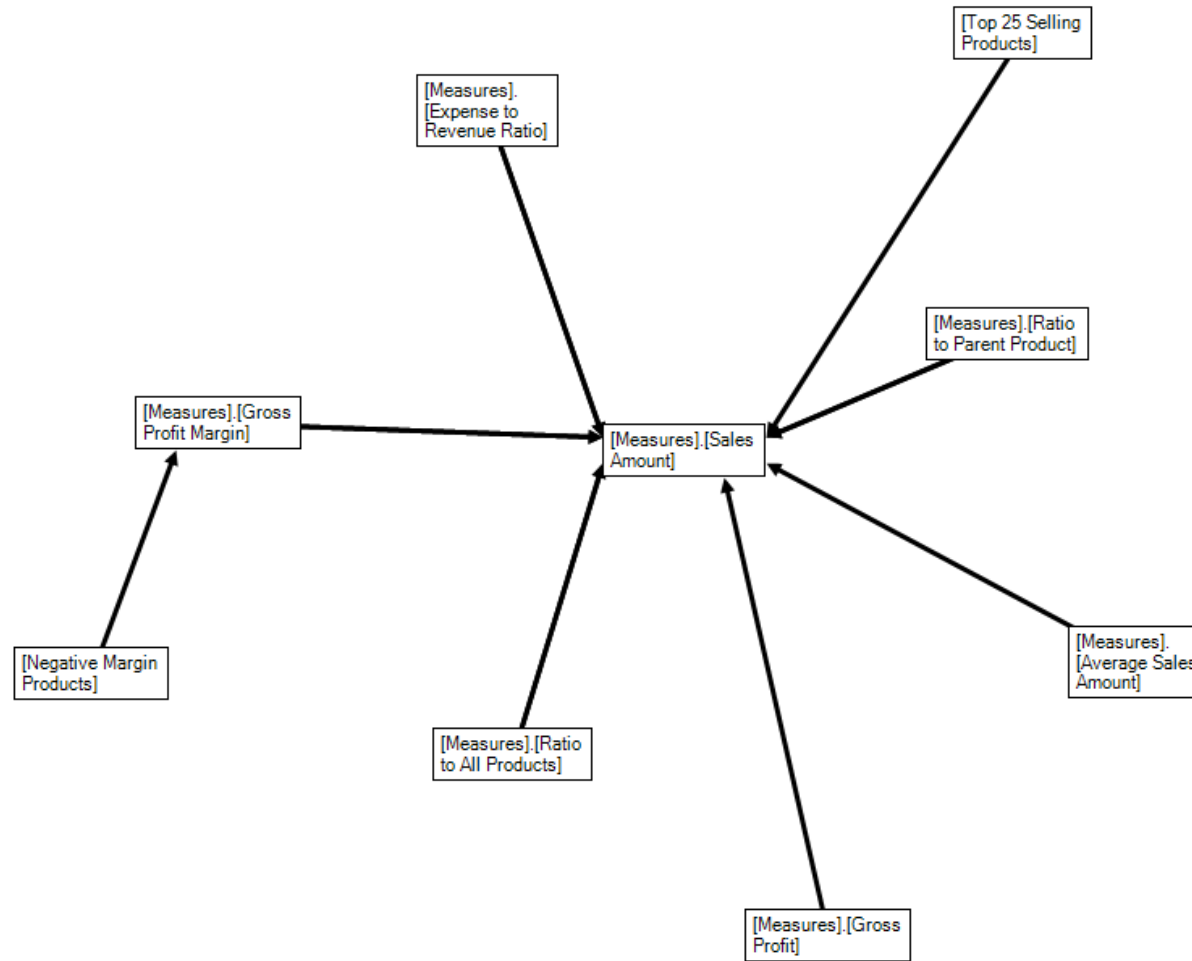 [Top 25 Selling
Products]
[Measures].
[Expense to
Revenue Ratio]
[Measures].[Ratio
to Parent Product]
[Measures].[Gross
Profit Margin]
[Measures].[Sales
Amount]
[Negative Margin
Products]
[Measures].
[Average Sales
Amount]
[Measures].[Ratio
to All Products]
[Measures].[Gross
Profit]